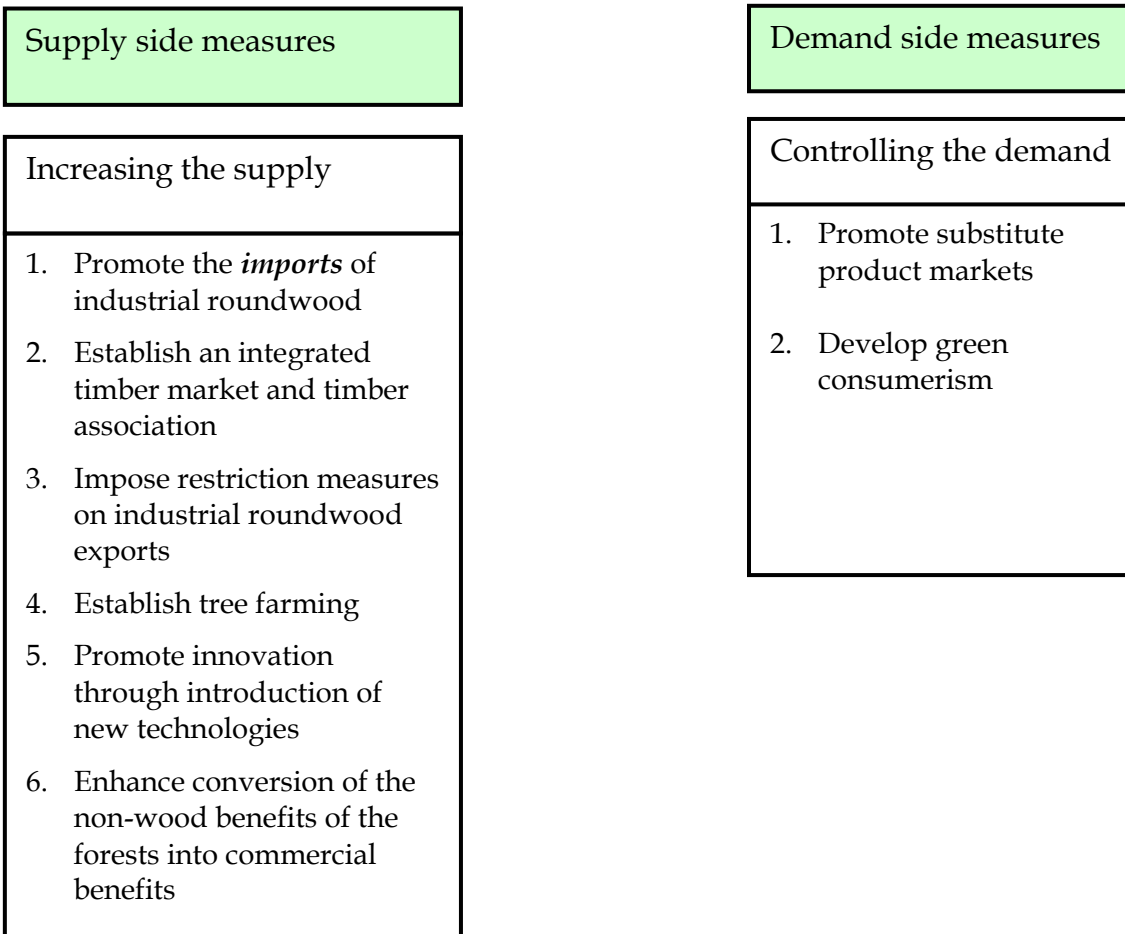 Supply side measures
Increasing the supply
1. Promote the imports of
industrial roundwood
2. Establish an integrated
timber market and timber
association
3. Impose restriction measures
on industrial roundwood
exports
4. Establish tree farming
5. Promote innovation
through introduction of
new technologies
6. Enhance conversion of the
non-wood benefits of the
forests into commercial
benefits
Demand side measures
Controlling the demand
1. Promote substitute
product markets
2. Develop green
consumerism